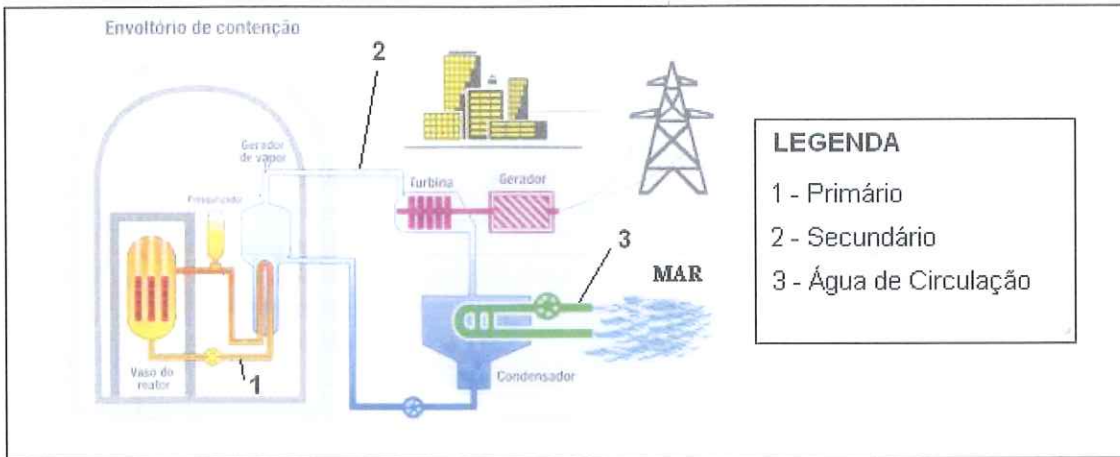 Envoltório de contenção
2
Gerador
de vapor
Turbina
Gerador
3
MAR
Vaso do
reator
1
Condensador
LEGENDA
1 - Primário
2 - Secundário
3 - Água de Circulação